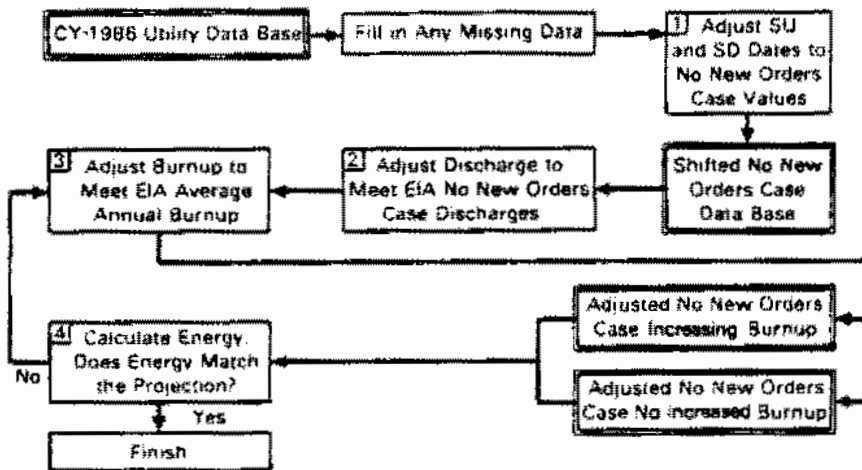 CY-1986 Utility Data Base
Fill in Any Missing Data
1
Adjust SU
and SD Dates to
No New Orders
Case Values
3
Adjust Burnup to
Meet EIA Average
Annual Burnup
2
Adjust Discharge to
Meet EIA No New Orders
Case Discharges
Shifted No New
Orders Case
Data Base
4
Calculate Energy.
Does Energy Match
the Projection?
Adjusted No New Orders
Case Increasing Burnup
Adjusted No New Orders
Case No Increased Burnup
No
Yes
Finish